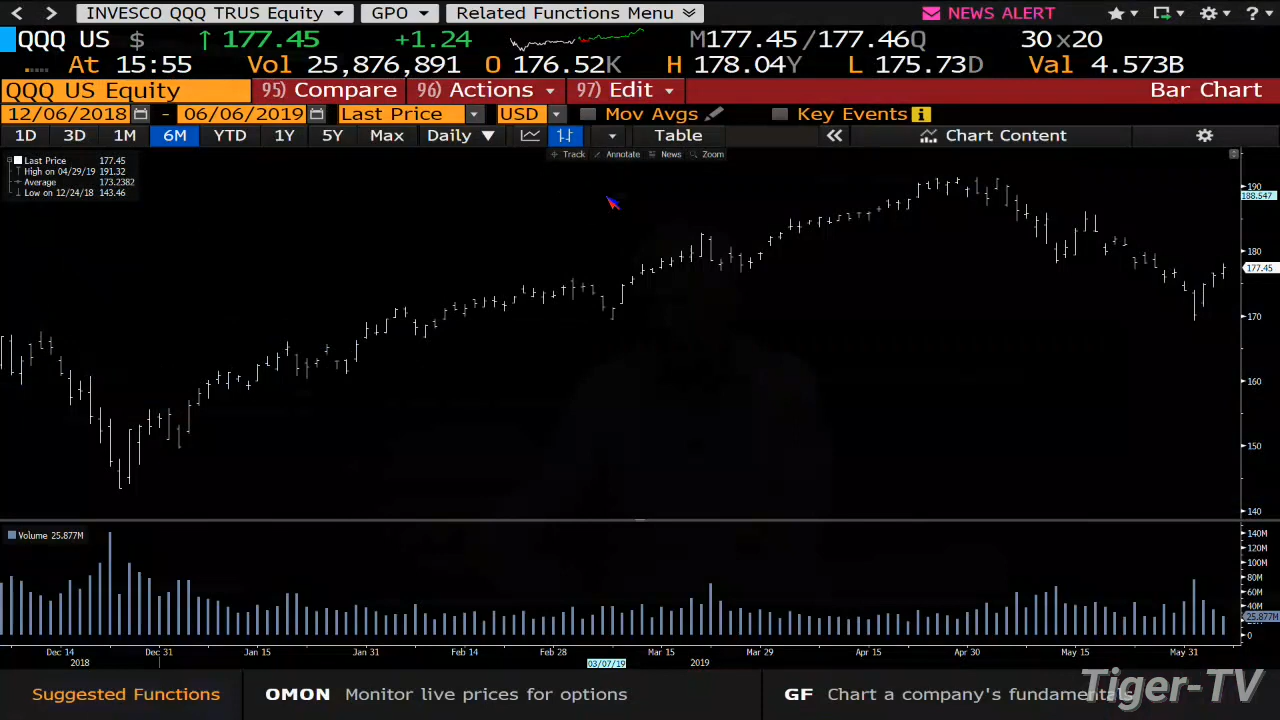 INVESCO QQQ TRUS Equity GPO Related Functions Menu NEWS ALERT ?
QQQ US $ ↑ 177.45 +1.24 M177.45/177.46Q 30x20
At 15:55 Vol 25,876,891 O 176.52K H 178.04Y L 175.73D Val 4.573B
QQQ US Equity 95) Compare 96) Actions 97) Edit Bar Chart
12/06/2018 - 06/06/2019 Last Price USD Mov Avgs Key Events
1D 3D 1M 6M YTD 1Y 5Y Max Daily ▼ Table « Chart Content
Track Annotate News Zoom
Last Price 177.45
High on 04/29/19 191.32
Average 173.2382
Low on 12/24/18 143.46
190
188.547
180
177.45
170
160
150
140
Volume 25.877M
140M
120M
100M
80M
60M
40M
25.877M
0
Dec 14 Dec 31 Jan 15 Jan 31 Feb 14 Feb 28 Mar 15 Mar 29 Apr 15 Apr 30 May 15 May 31
2018 03/07/19 2019
Suggested Functions OMON Monitor live prices for options GF Chart a company's fundamentals
Tiger-TV